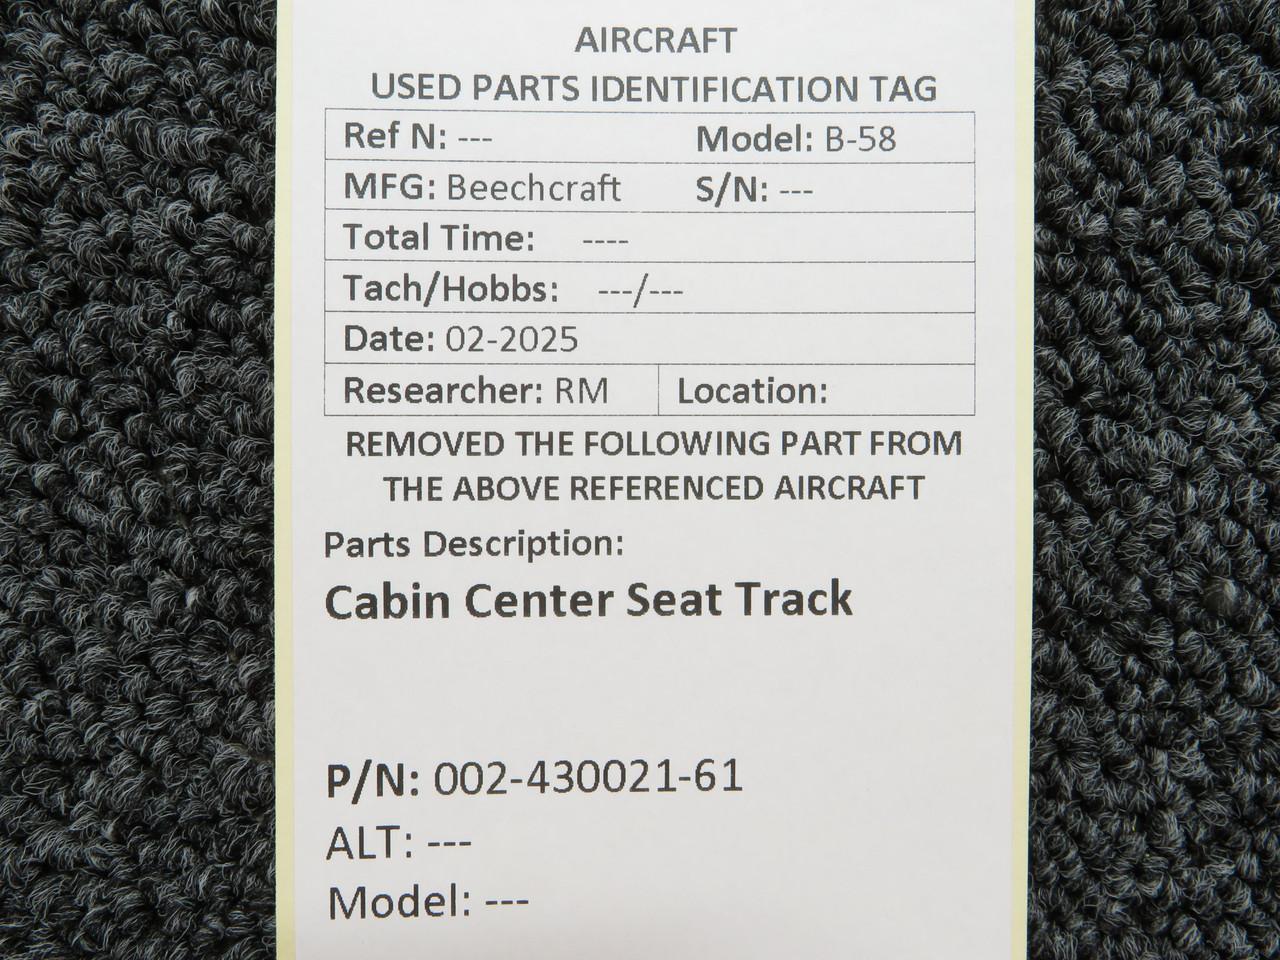 AIRCRAFT
USED PARTS IDENTIFICATION TAG
Ref N: --- Model: B-58
MFG: Beechcraft S/N: ---
Total Time: ----
Tach/Hobbs: ---/---
Date: 02-2025
Researcher: RM Location:
REMOVED THE FOLLOWING PART FROM
THE ABOVE REFERENCED AIRCRAFT
Parts Description:
Cabin Center Seat Track
P/N: 002-430021-61
ALT: ---
Model: ---